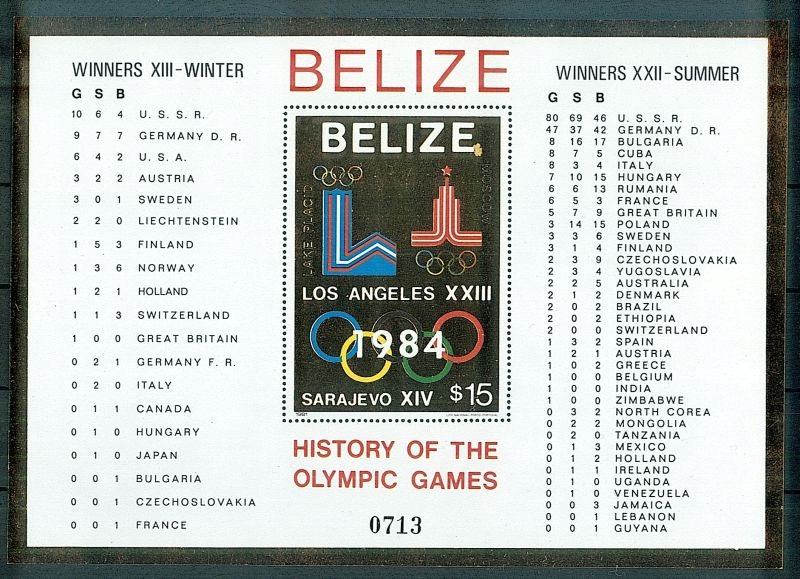 BELIZE
WINNERS XIII-WINTER
G S B
10 6 4 U. S. S. R.
9 7 7 GERMANY D. R.
6 4 2 U. S. A.
3 2 2 AUSTRIA
3 0 1 SWEDEN
2 2 0 LIECHTENSTEIN
1 5 3 FINLAND
1 3 6 NORWAY
1 2 1 HOLLAND
1 1 3 SWITZERLAND
1 0 0 GREAT BRITAIN
0 2 1 GERMANY F. R.
0 2 0 ITALY
0 1 1 CANADA
0 1 0 HUNGARY
0 1 0 JAPAN
0 0 1 BULGARIA
0 0 1 CZECHOSLOVAKIA
0 0 1 FRANCE
BELIZE
LAKE PLACID
MOSCOW
LOS ANGELES XXIII
1984
SARAJEVO XIV $15
1981
HISTORY OF THE
OLYMPIC GAMES
0713
WINNERS XXII-SUMMER
G S B
80 69 46 U. S. S. R.
47 37 42 GERMANY D. R.
8 16 17 BULGARIA
8 7 5 CUBA
8 3 4 ITALY
7 10 15 HUNGARY
6 6 13 RUMANIA
6 5 3 FRANCE
5 7 9 GREAT BRITAIN
3 14 15 POLAND
3 3 6 SWEDEN
3 1 4 FINLAND
2 3 9 CZECHOSLOVAKIA
2 3 4 YUGOSLAVIA
2 2 5 AUSTRALIA
2 1 2 DENMARK
2 0 2 BRAZIL
2 0 2 ETHIOPIA
2 0 0 SWITZERLAND
1 3 2 SPAIN
1 2 1 AUSTRIA
1 0 2 GREECE
1 0 0 BELGIUM
1 0 0 INDIA
1 0 0 ZIMBABWE
0 3 2 NORTH COREA
0 2 2 MONGOLIA
0 2 0 TANZANIA
0 1 3 MEXICO
0 1 2 HOLLAND
0 1 1 IRELAND
0 1 0 UGANDA
0 1 0 VENEZUELA
0 0 3 JAMAICA
0 0 1 LEBANON
0 0 1 GUYANA